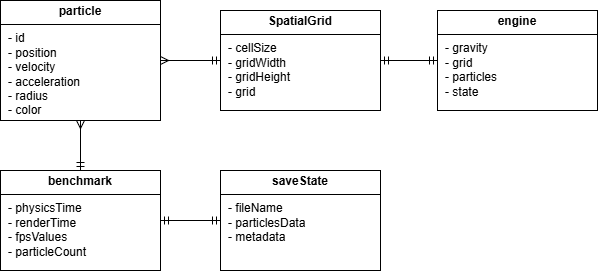 particle
- id
- position
- velocity
- acceleration
- radius
- color
SpatialGrid
- cellSize
- gridWidth
- gridHeight
- grid
engine
- gravity
- grid
- particles
- state
benchmark
- physicsTime
- renderTime
- fpsValues
- particleCount
saveState
- fileName
- particlesData
- metadata